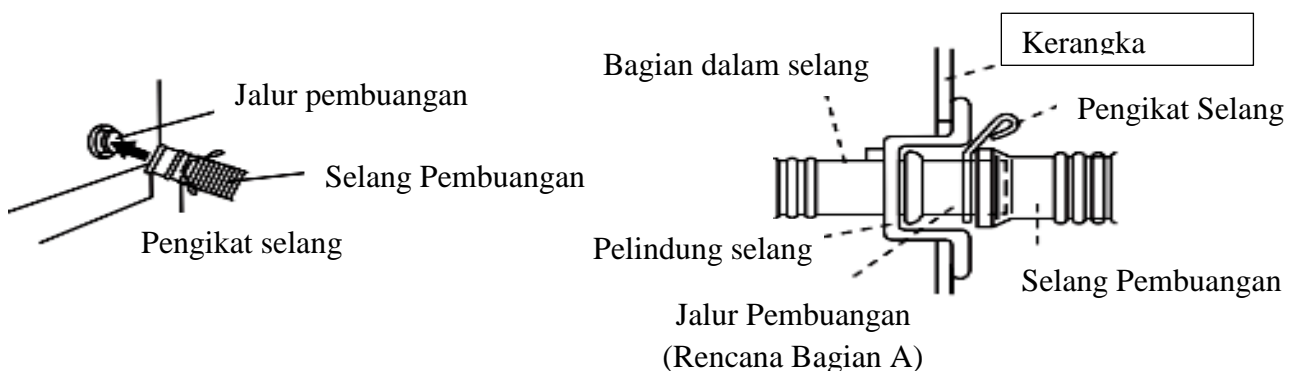 Jalur pembuangan
Selang Pembuangan
Pengikat selang
Kerangka
Bagian dalam selang
Pengikat Selang
Pelindung selang
Selang Pembuangan
Jalur Pembuangan
(Rencana Bagian A)